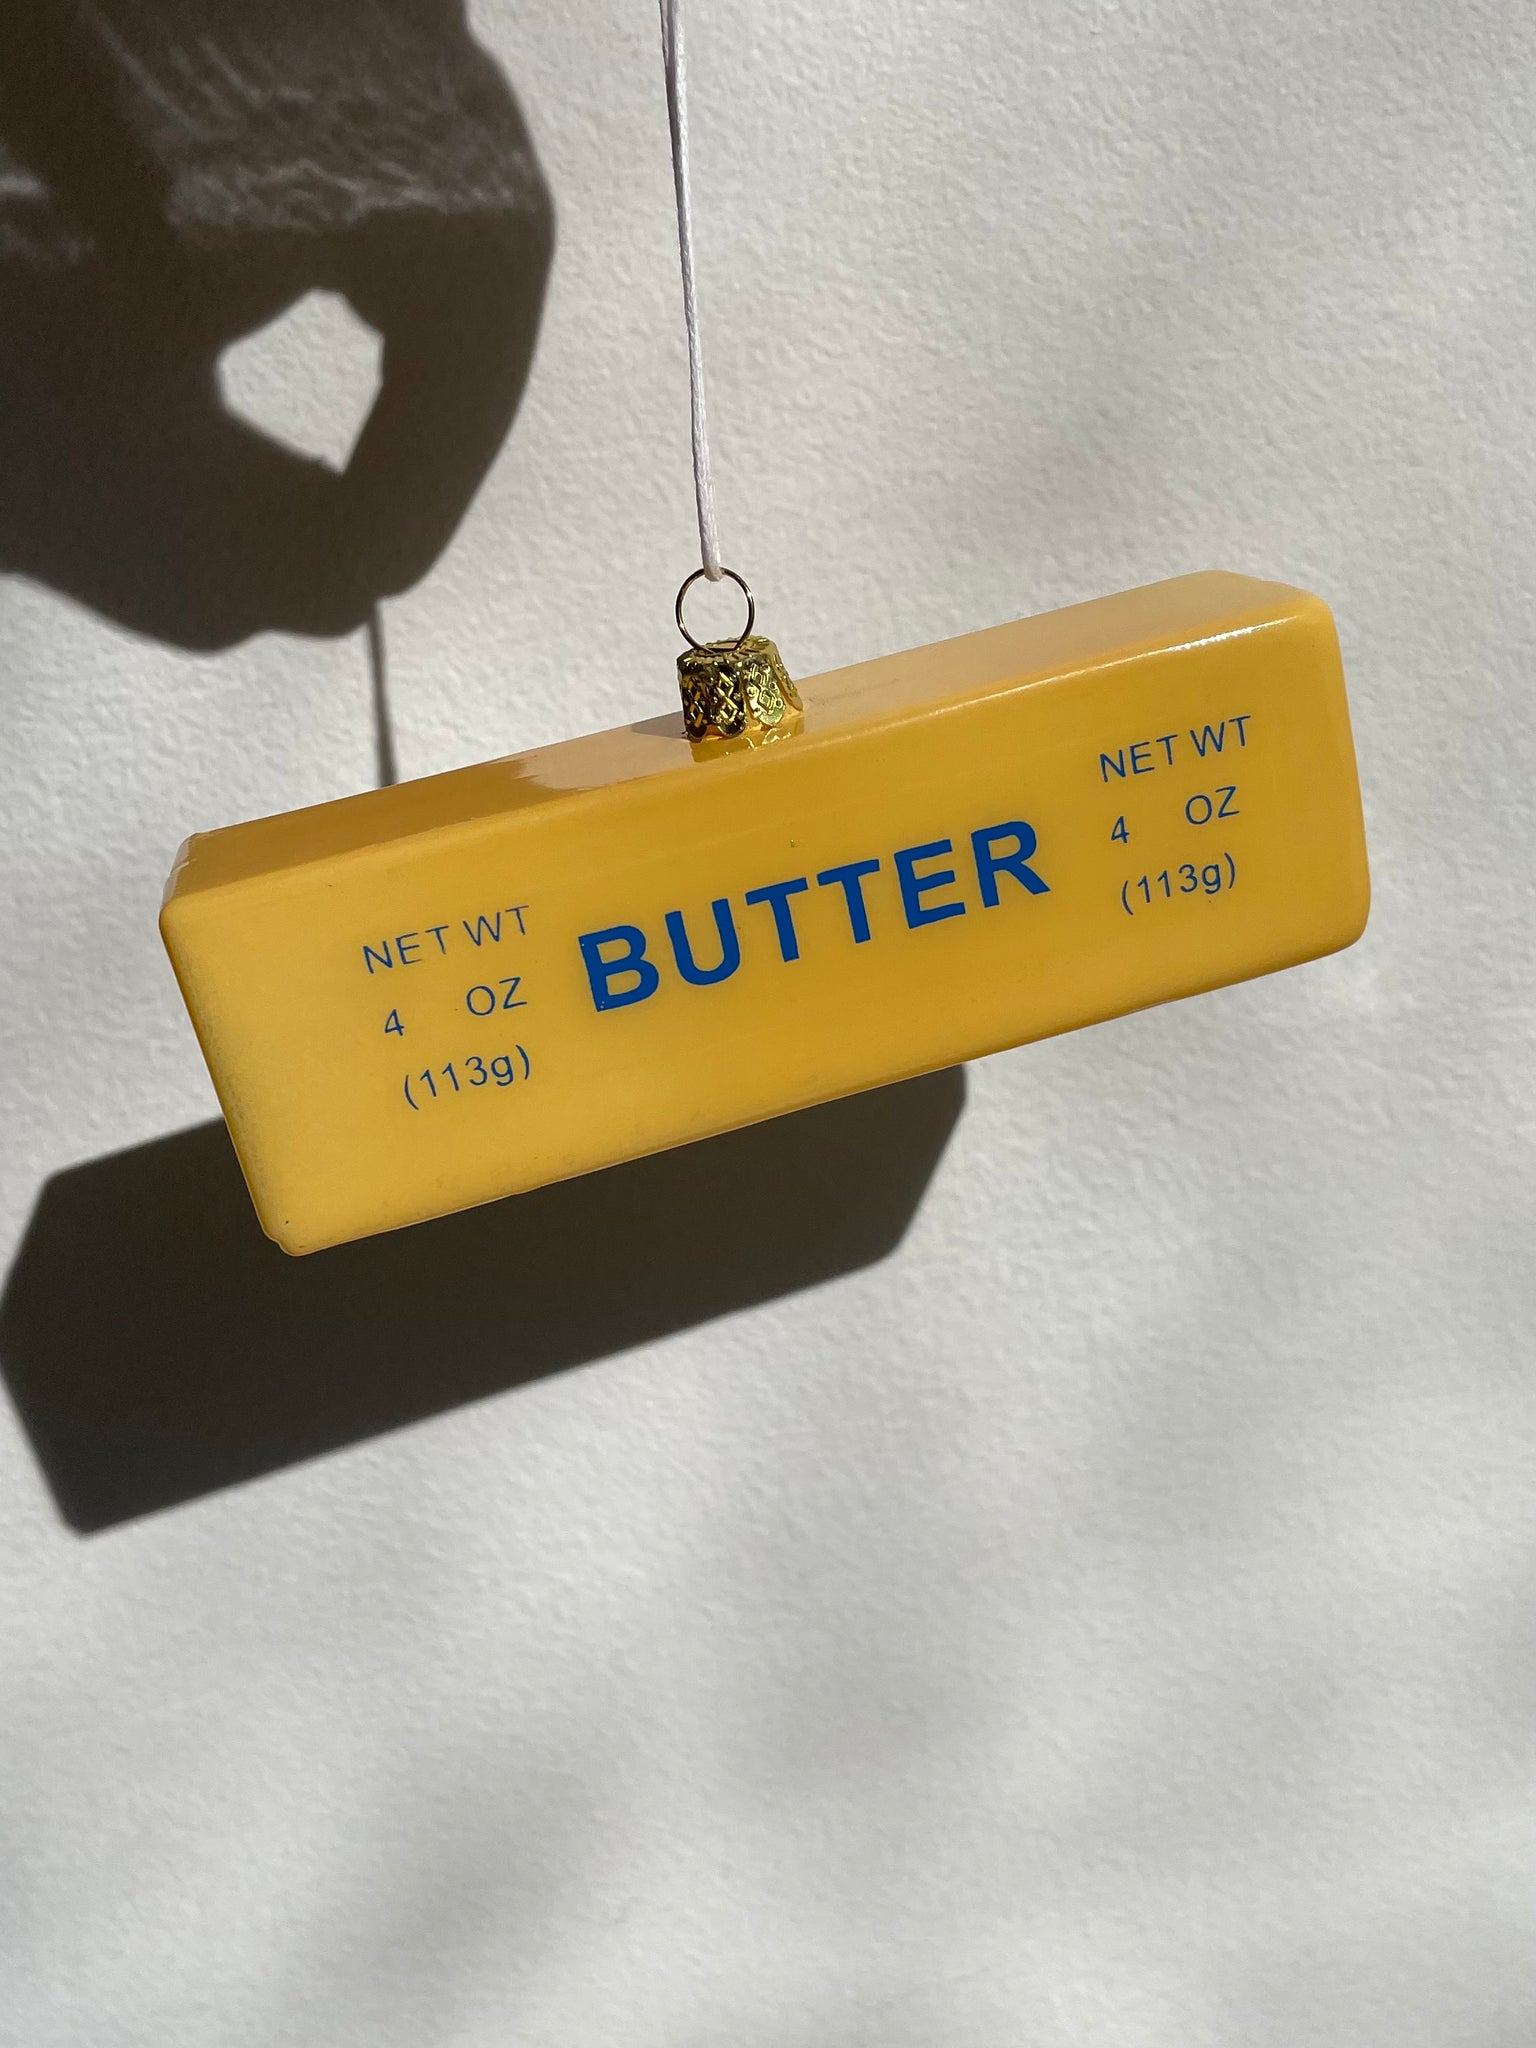 NET WT
4 OZ
(113g)
BUTTER
NET WT
4 OZ
(113g)